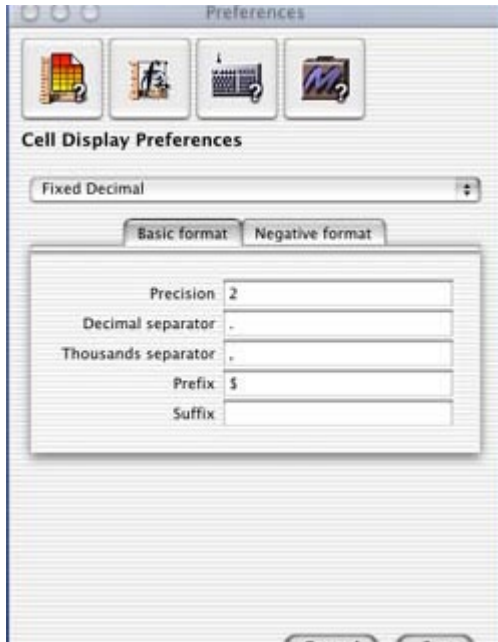 Preferences
Cell Display Preferences
Fixed Decimal
Basic format Negative format
Precision 2
Decimal separator .
Thousands separator ,
Prefix $
Suffix